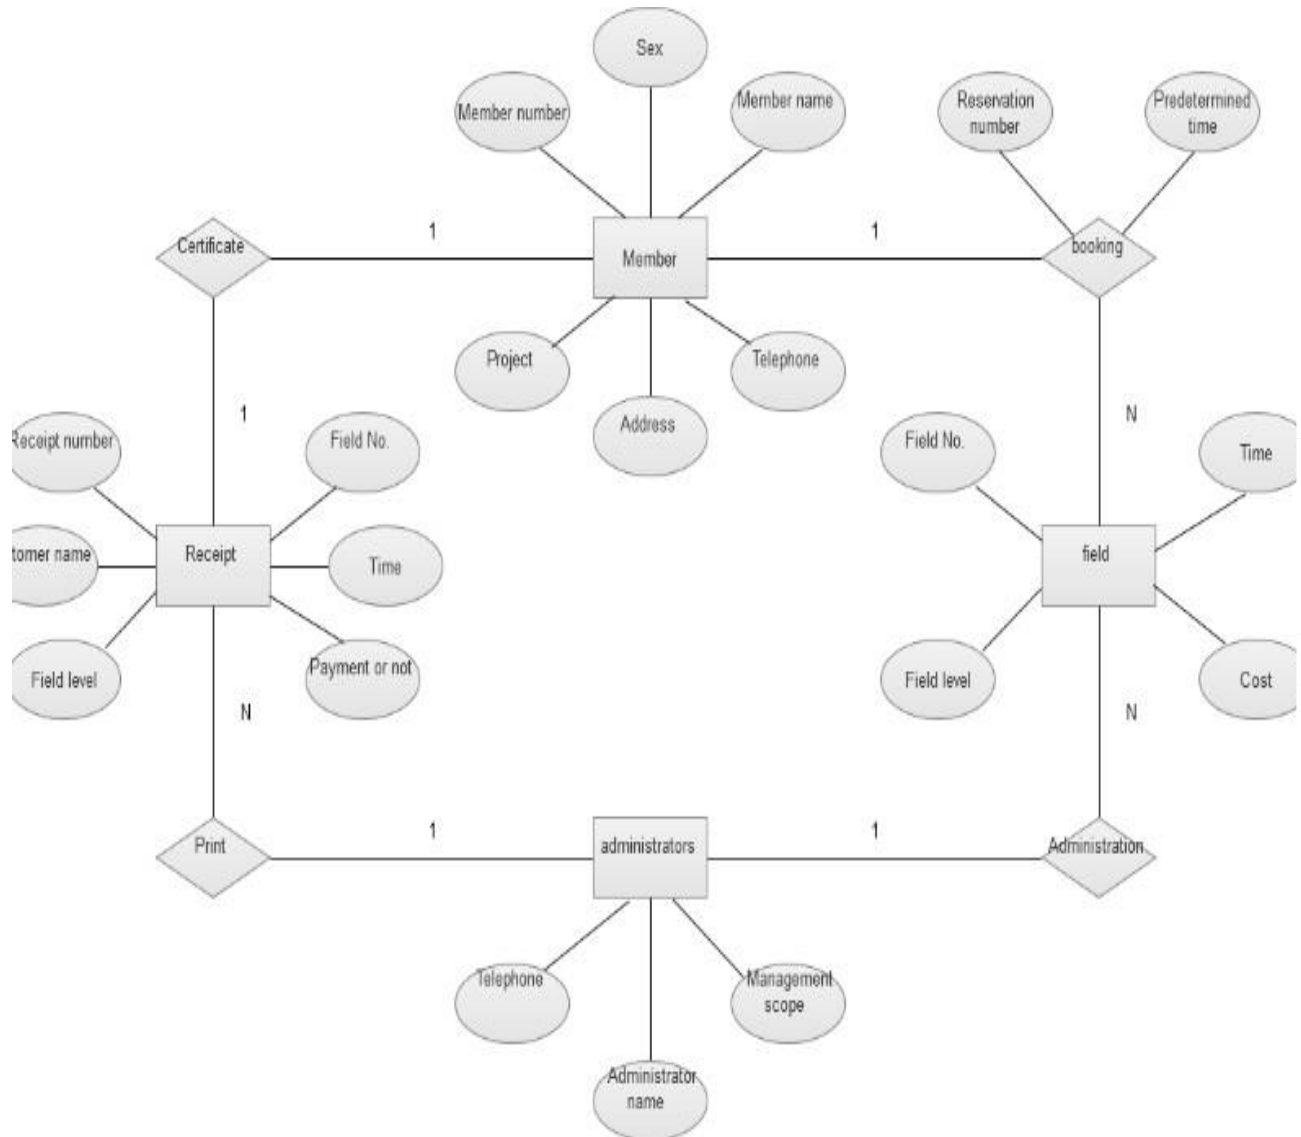 Sex
Member number
Member name
Reservation
number
Predetermined
time
Certificate
1
Member
1
booking
Project
Telephone
Address
1
N
Receipt number
Field No.
Field No.
Time
tomer name
Receipt
Time
field
Field level
Payment or not
Field level
Cost
N
N
Print
1
administrators
1
Administration
Telephone
Management
scope
Administrator
name